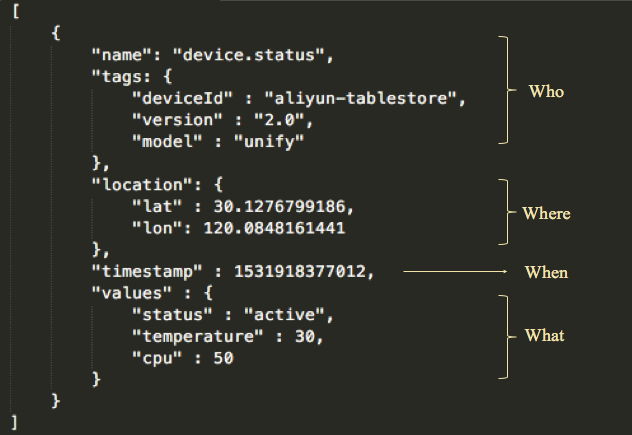 [
{
"name": "device.status",
"tags: {
"deviceId" : "aliyun-tablestore",
"version" : "2.0",
"model" : "unify"
},
Who
"location": {
"lat" : 30.1276799186,
"lon": 120.0848161441
},
Where
"timestamp" : 1531918377012,
When
"values" : {
"status" : "active",
"temperature" : 30,
"cpu" : 50
}
What
}
]